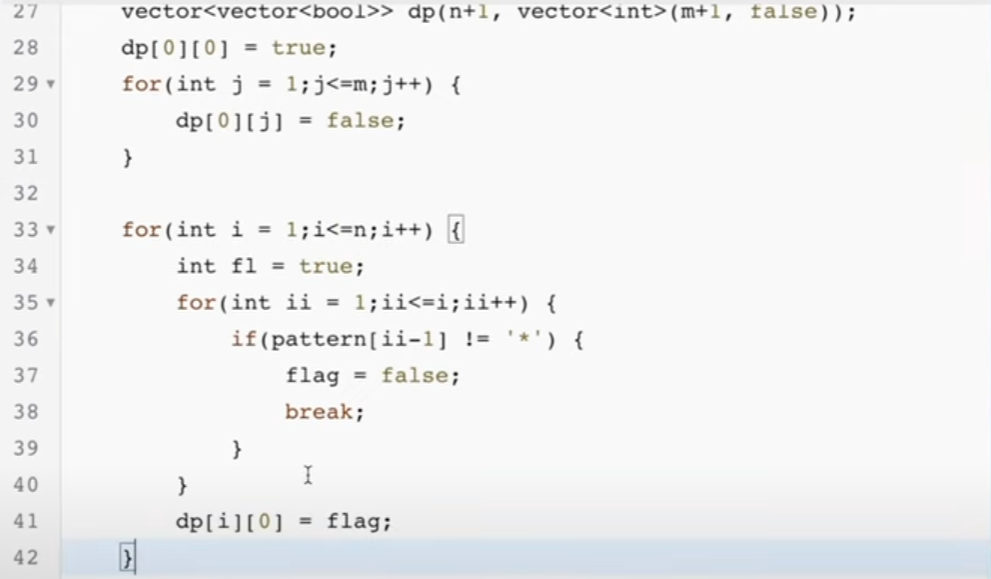 27 vector<vector<bool>> dp(n+1, vector<int>(m+1, false));
28 dp[0][0] = true;
29 for(int j = 1;j<=m;j++) {
30 dp[0][j] = false;
31 }
32
33 for(int i = 1;i<=n;i++) {
34 int fl = true;
35 for(int ii = 1;ii<=i;ii++) {
36 if(pattern[ii-1] != '*') {
37 flag = false;
38 break;
39 }
40 }
41 dp[i][0] = flag;
42 }